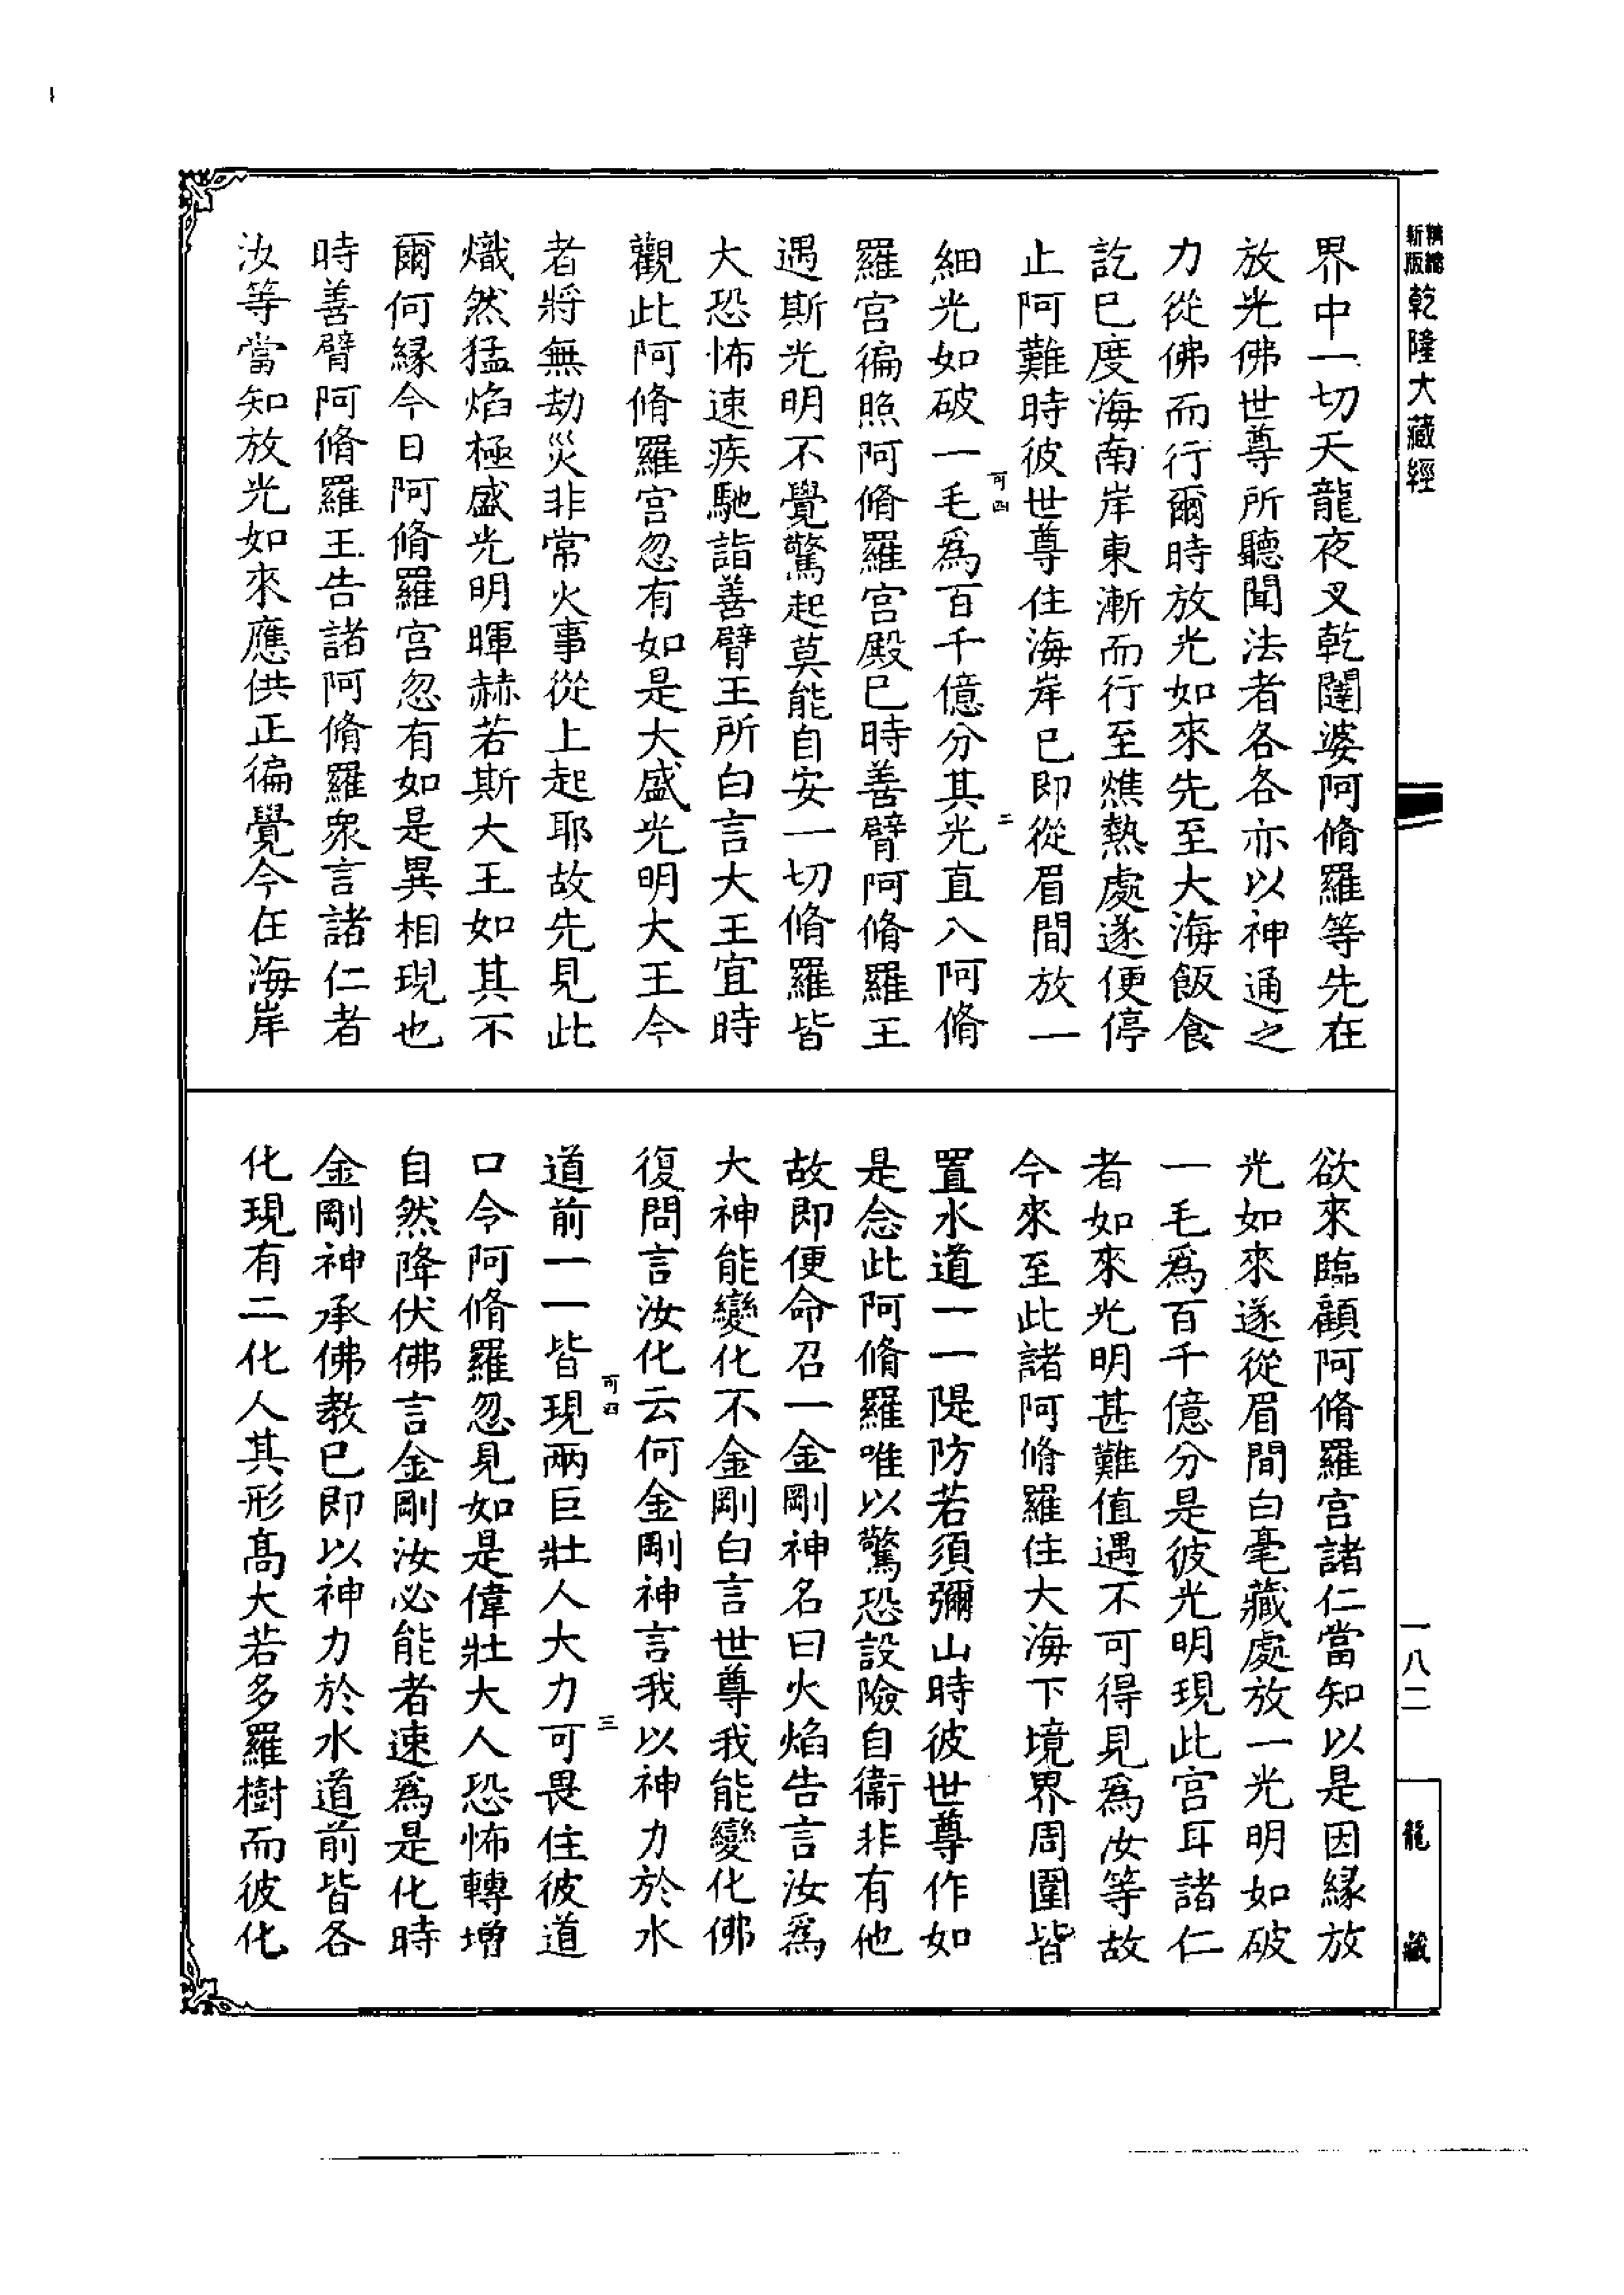 精縮
新版
乾隆大藏經
一八二
龍藏
界中一切天龍夜叉乾闥婆阿脩羅等先在
放光佛世尊所聽聞法者各各亦以神通之
力從佛而行爾時放光如來先至大海飯食
訖已度海南岸東漸而行至燋熱處遂便停
止阿難時彼世尊住海岸已即從眉間放一
可四
二
細光如破一毛爲百千億分其光直入阿脩
羅宮徧照阿脩羅宮殿已時善臂阿脩羅王
遇斯光明不覺驚起莫能自安一切脩羅皆
大恐怖速疾馳詣善臂王所白言大王宜時
觀此阿脩羅宮忽有如是大盛光明大王今
者將無劫災非常火事從上起耶故先見此
熾然猛焰極盛光明暉赫若斯大王如其不
爾何緣今日阿脩羅宮忽有如是異相現也
時善臂阿脩羅王告諸阿脩羅衆言諸仁者
汝等當知放光如來應供正徧覺今在海岸
欲來臨顧阿脩羅宮諸仁當知以是因緣放
光如來遂從眉間白毫藏處放一光明如破
一毛爲百千億分是彼光明現此宮耳諸仁
者如來光明甚難值遇不可得見爲汝等故
今來至此諸阿脩羅住大海下境界周圍皆
置水道一一隄防若須彌山時彼世尊作如
是念此阿脩羅唯以驚恐設險自衞非有他
故即便命召一金剛神名曰火焰告言汝爲
大神能變化不金剛白言世尊我能變化佛
復問言汝化云何金剛神言我以神力於水
可四
三
道前一一皆現兩巨壯人大力可畏住彼道
口令阿脩羅忽見如是偉壯大人恐怖轉增
自然降伏佛言金剛汝必能者速爲是化時
金剛神承佛教已即以神力於水道前皆各
化現有二化人其形高大若多羅樹而彼化